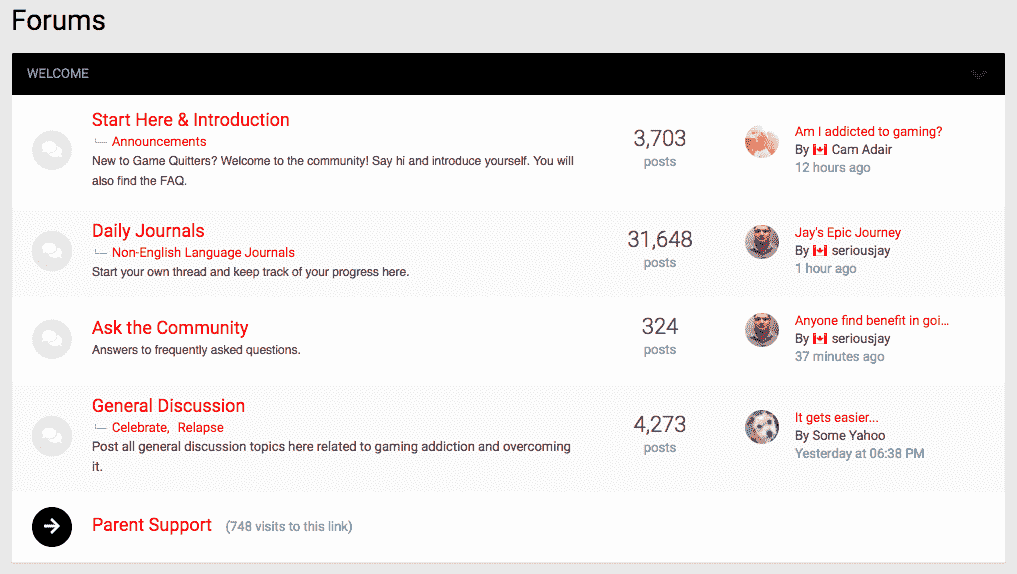 Forums
WELCOME
Start Here & Introduction
Announcements
New to Game Quitters? Welcome to the community! Say hi and introduce yourself. You will
also find the FAQ.
3,703
posts
Am I addicted to gaming?
By Cam Adair
12 hours ago
Daily Journals
Non-English Language Journals
Start your own thread and keep track of your progress here.
31,648
posts
Jay's Epic Journey
By seriousjay
1 hour ago
Ask the Community
Answers to frequently asked questions.
324
posts
Anyone find benefit in goi...
By seriousjay
37 minutes ago
General Discussion
Celebrate, Relapse
Post all general discussion topics here related to gaming addiction and overcoming
it.
4,273
posts
It gets easier...
By Some Yahoo
Yesterday at 06:38 PM
Parent Support (748 visits to this link)